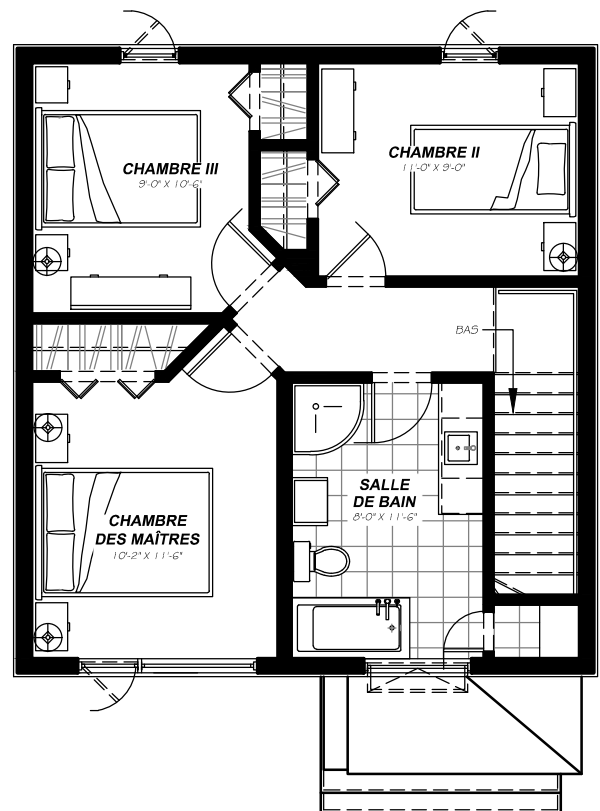 CHAMBRE III
9'-0" X 10'-6"
CHAMBRE II
11'-0" X 9'-0"
BAS
SALLE
DE BAIN
8'-0" X 11'-6"
CHAMBRE
DES MAÎTRES
10'-2" X 11'-6"